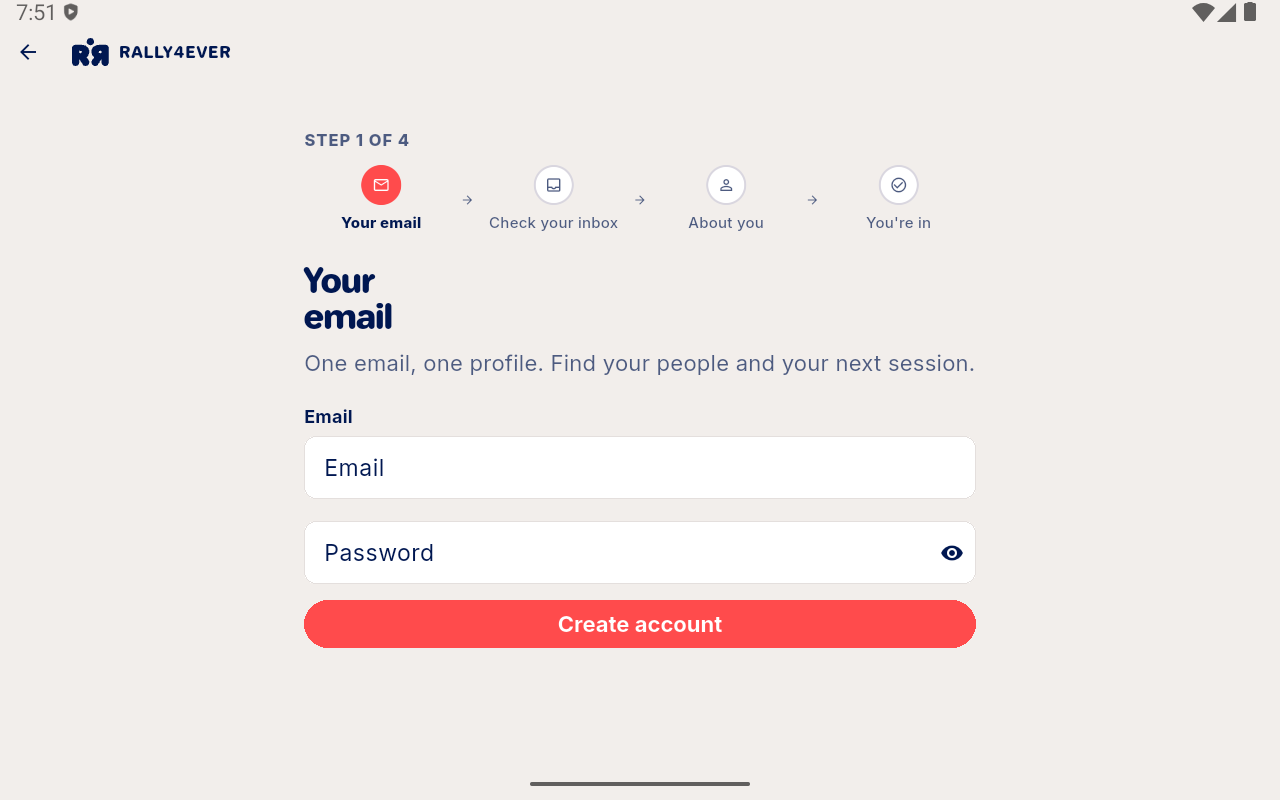 7:51
RALLY4EVER
STEP 1 OF 4
Your email
Check your inbox
About you
You're in
Your
email
One email, one profile. Find your people and your next session.
Email
Email
Password
Create account